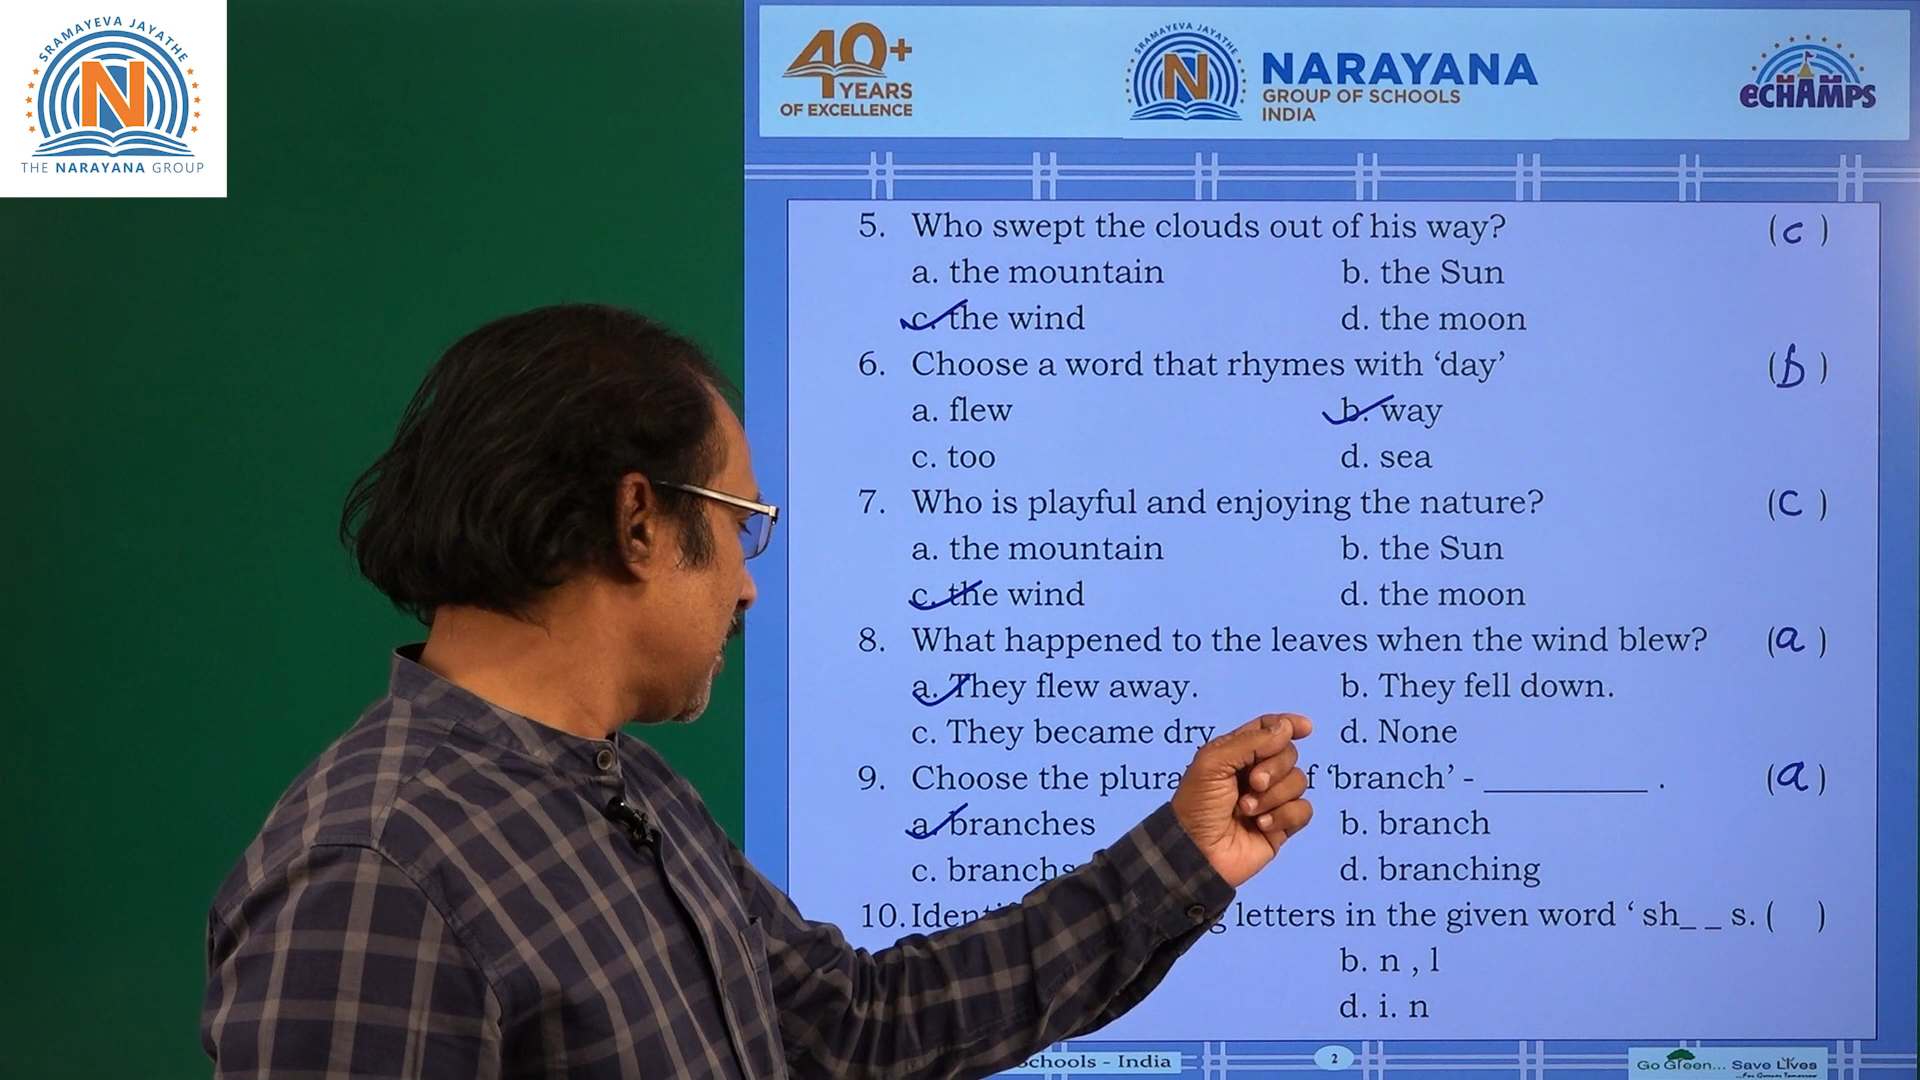 SRAMAYEVA JAYATHE
N
THE NARAYANA GROUP
40+
YEARS
OF EXCELLENCE
SRAMAYEVA JAYATHE
N
NARAYANA
GROUP OF SCHOOLS
INDIA
eCHAMPS
5. Who swept the clouds out of his way? (c)
a. the mountain b. the Sun
c. the wind d. the moon
6. Choose a word that rhymes with ‘day’ (b)
a. flew b. way
c. too d. sea
7. Who is playful and enjoying the nature? (c)
a. the mountain b. the Sun
c. the wind d. the moon
8. What happened to the leaves when the wind blew? (a)
a. They flew away. b. They fell down.
c. They became dry d. None
9. Choose the plura f ‘branch’ - __________ . (a)
a. branches b. branch
c. branchs d. branching
10. Iden g letters in the given word ‘ sh_ _ s. ( )
b. n , l
d. i. n
chools - India
2
Go Green... Save Lives
...For Greener Tomorrow